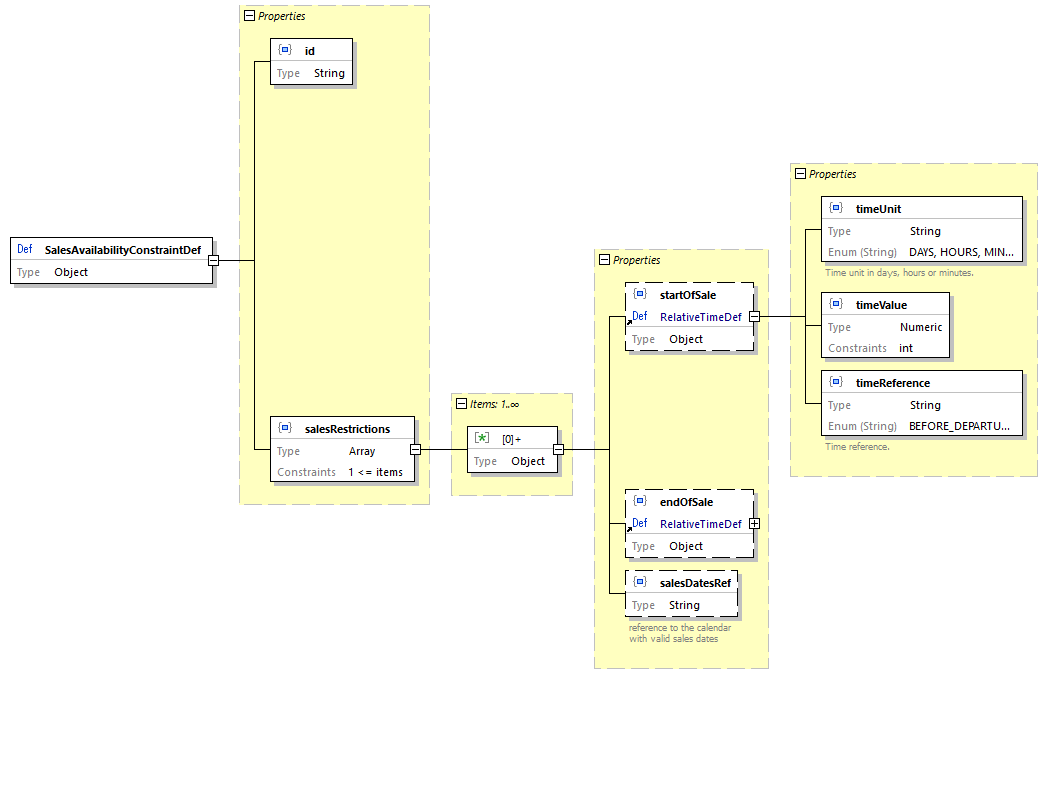 Properties
id
Type String
Def SalesAvailabilityConstraintDef
Type Object
salesRestrictions
Type Array
Constraints 1 <= items
Items: 1..∞
[0]+
Type Object
Properties
startOfSale
Def RelativeTimeDef
Type Object
endOfSale
Def RelativeTimeDef
Type Object
salesDatesRef
Type String
reference to the calendar
with valid sales dates
Properties
timeUnit
Type String
Enum (String) DAYS, HOURS, MIN...
Time unit in days, hours or minutes.
timeValue
Type Numeric
Constraints int
timeReference
Type String
Enum (String) BEFORE_DEPARTU...
Time reference.